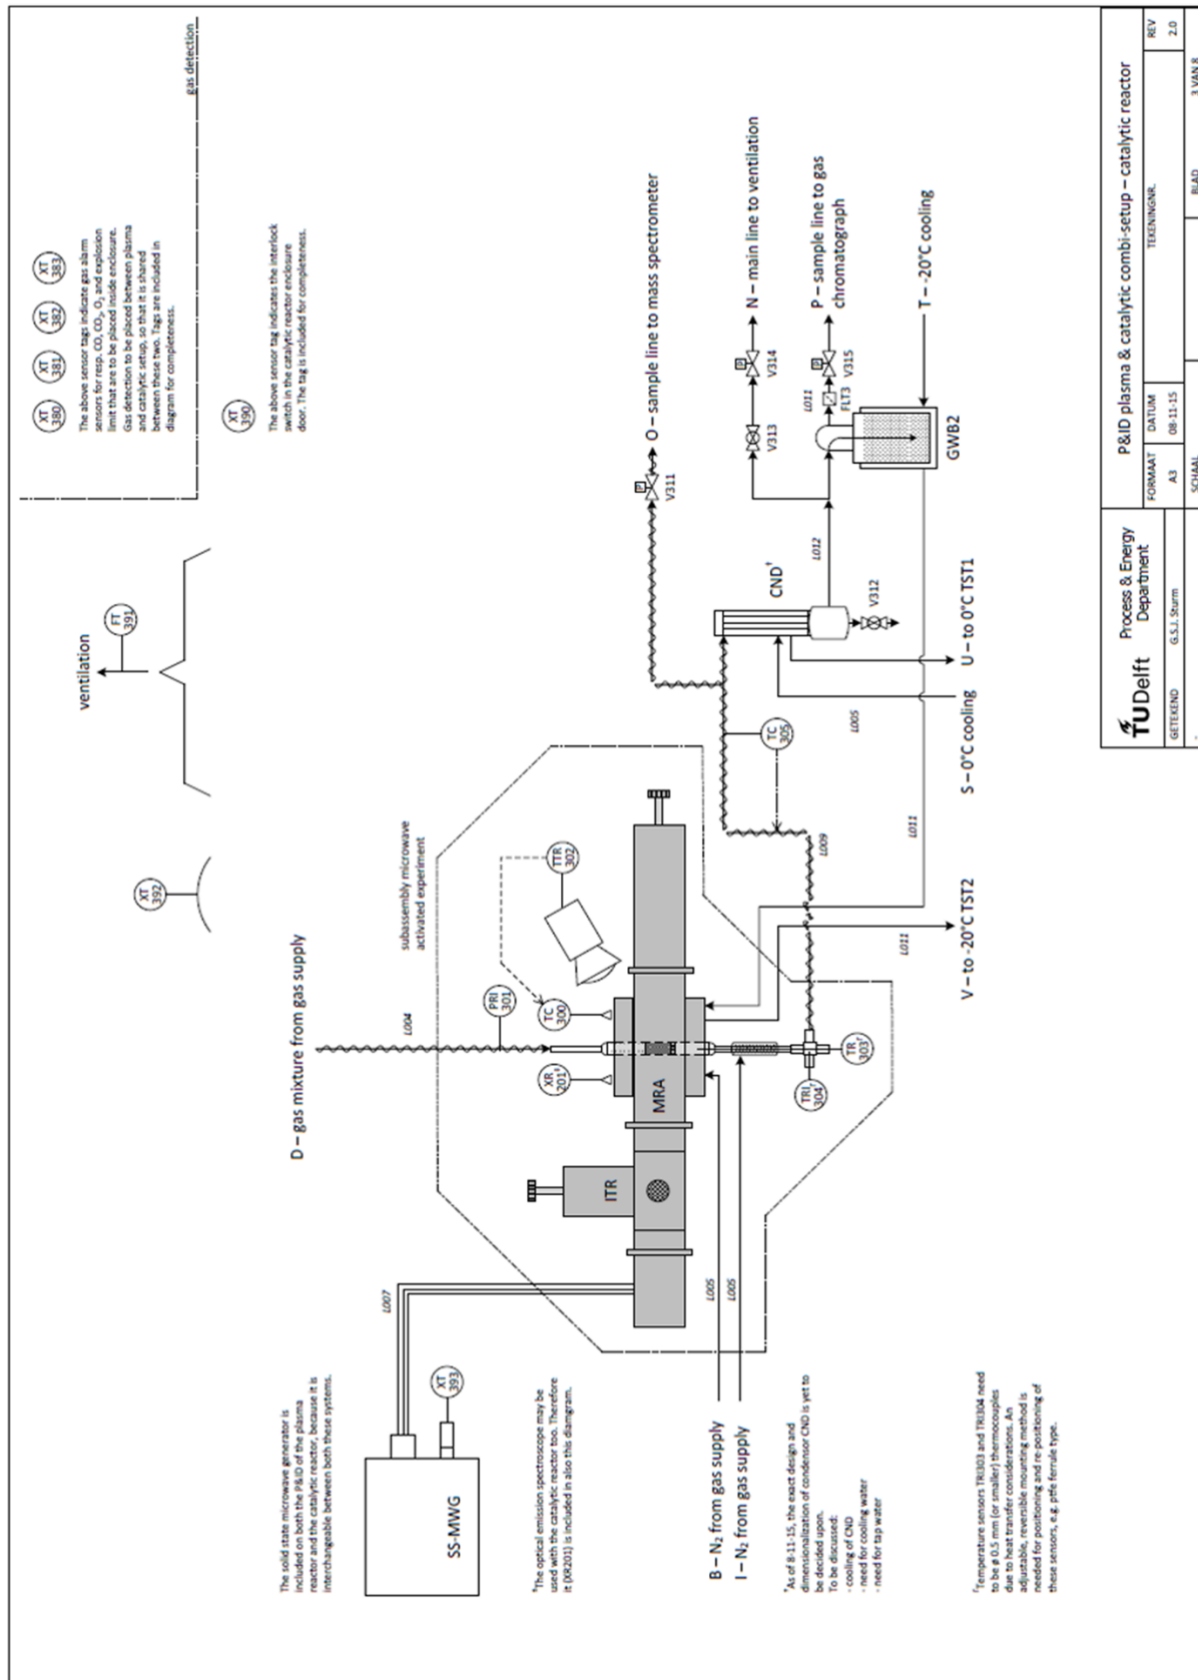 The solid state microwave generator is
included on both the P&ID of the plasma
reactor and the catalytic reactor, because it is
interchangeable between both these systems.
SS-MWG
XT
393
L007
*The optical emission spectroscope may be
used with the catalytic reactor too. Therefore
it (XR201) is included in also this diamgram.
B – N₂ from gas supply
I – N₂ from gas supply
L005
L005
†As of 8-11-15, the exact design and
dimensionalization of condensor CND is yet to
be decided upon.
To be discussed:
- cooling of CND
- need for cooling water
- need for tap water
ᶠTemperature sensors TRI303 and TRI304 need
to be ø 0.5 mm (or smaller) thermocouples
due to heat transfer considerations. An
adjustable, reversible mounting method is
needed for positioning and re-positioning of
these sensors, e.g. ptfe ferrule type.
D – gas mixture from gas supply
L004
PRI
301
XR
201
TC
300
TTR
302
subassembly microwave
activated experiment
ITR
MRA
TRI
304
TR
303
L009
TC
305
L011
V – to -20°C TST2
L011
L005
S – 0°C cooling
U – to 0°C TST1
XT
392
ventilation
FT
391
CND†
V312
L012
V311
O – sample line to mass spectrometer
V313
V314
N – main line to ventilation
L011
FLT3
V315
P – sample line to gas
chromatograph
GWB2
T – -20°C cooling
XT
380
XT
381
XT
382
XT
383
The above sensor tags indicate gas alarm
sensors for resp. CO, CO₂, O₂ and explosion
limit that are to be placed inside enclosure.
Gas detection to be placed between plasma
and catalytic setup, so that it is shared
between these two. Tags are included in
diagram for completeness.
gas detection
XT
390
The above sensor tag indicates the interlock
switch in the catalytic reactor enclosure
door. The tag is included for completeness.
TUDelft
Process & Energy
Department
P&ID plasma & catalytic combi-setup – catalytic reactor
GETEKEND
G.S.J. Sturm
FORMAAT
A3
DATUM
08-11-15
TEKENINGNR.
REV
2.0
SCHAAL
BLAD
3 VAN 8